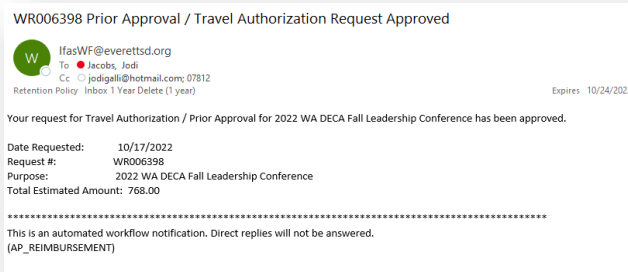 WR006398 Prior Approval / Travel Authorization Request Approved
W
IfasWF@everettsd.org
To Jacobs, Jodi
Cc jodigalli@hotmail.com; 07812
Retention Policy Inbox 1 Year Delete (1 year)
Expires 10/24/202
Your request for Travel Authorization / Prior Approval for 2022 WA DECA Fall Leadership Conference has been approved.
Date Requested: 10/17/2022
Request #: WR006398
Purpose: 2022 WA DECA Fall Leadership Conference
Total Estimated Amount: 768.00
************************************************************************************************
This is an automated workflow notification. Direct replies will not be answered.
(AP_REIMBURSEMENT)